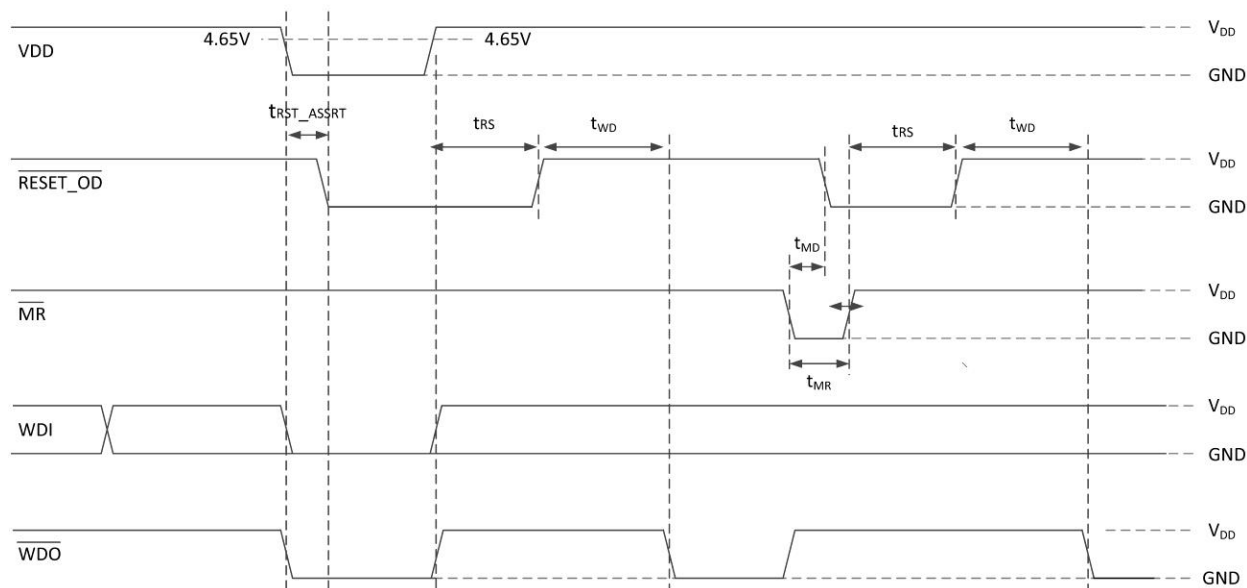 V_DD
4.65V 4.65V
VDD
GND
t_RST_ASSRT
t_RS t_WD t_RS t_WD
V_DD
RESET_OD
GND
t_MD
V_DD
MR
GND
t_MR
V_DD
WDI
GND
V_DD
WDO
GND